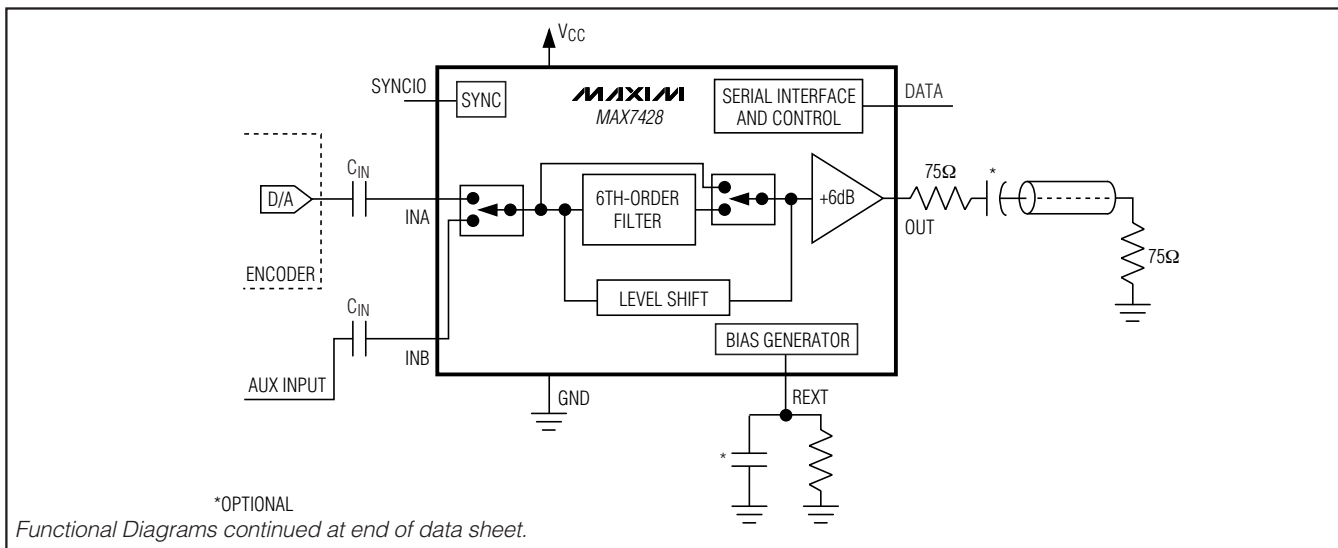 VCC
SYNCIO
SYNC
MAXIM
MAX7428
SERIAL INTERFACE
AND CONTROL
DATA
CIN
D/A
INA
6TH-ORDER
FILTER
+6dB
75Ω
*
OUT
75Ω
ENCODER
LEVEL SHIFT
CIN
BIAS GENERATOR
INB
AUX INPUT
GND
REXT
*
*OPTIONAL
Functional Diagrams continued at end of data sheet.